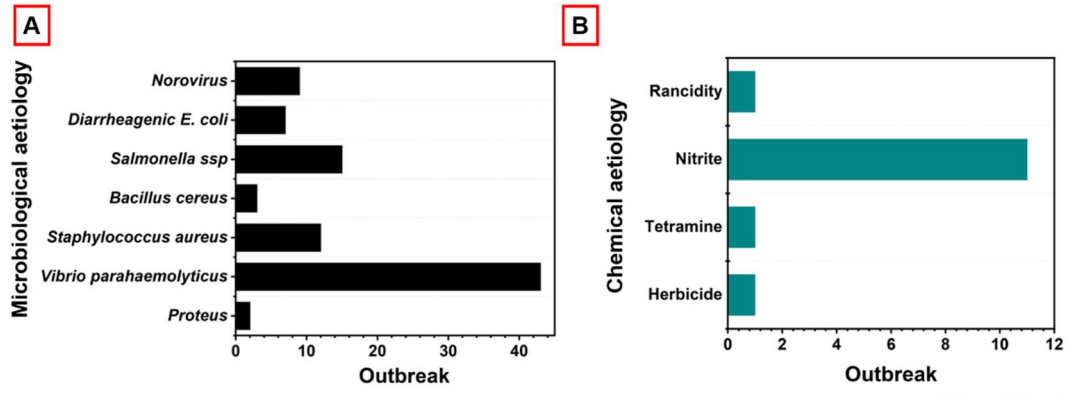 A
Microbiological aetiology
Norovirus
Diarrheagenic E. coli
Salmonella ssp
Bacillus cereus
Staphylococcus aureus
Vibrio parahaemolyticus
Proteus
0 10 20 30 40
Outbreak
B
Chemical aetiology
Rancidity
Nitrite
Tetramine
Herbicide
0 2 4 6 8 10 12
Outbreak